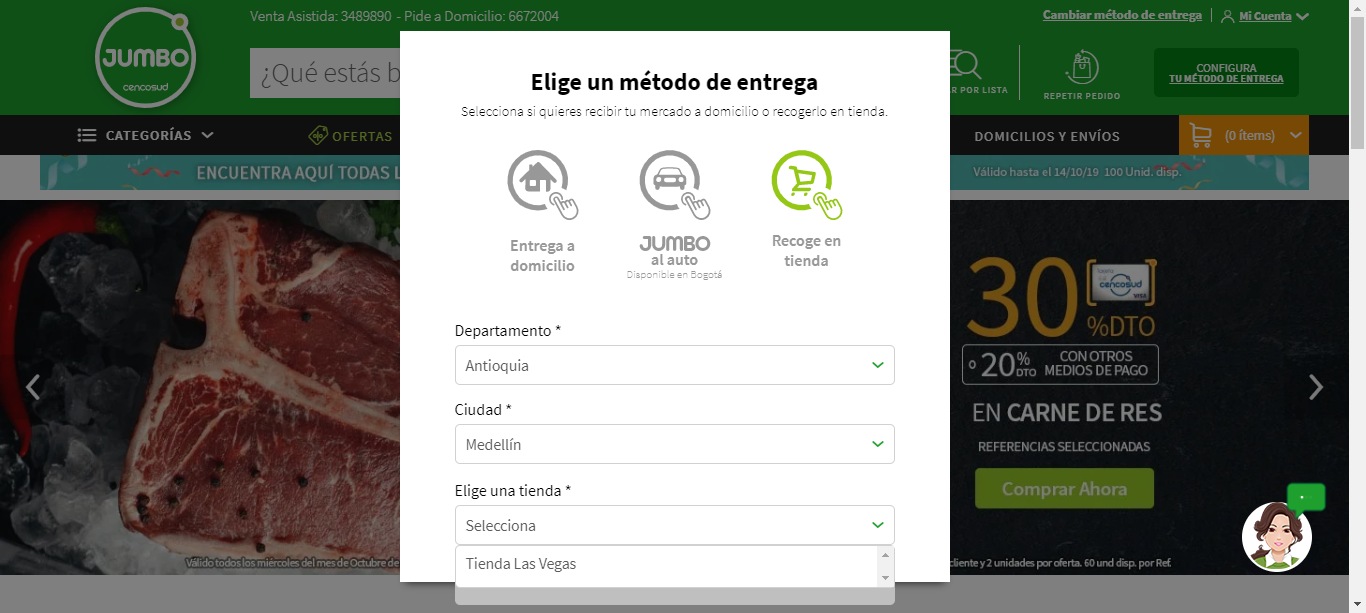 Venta Asistida: 3489890 - Pide a Domicilio: 6672004
Cambiar método de entrega
Mi Cuenta
JUMBO
cencosud
¿Qué estás b
R POR LISTA
REPETIR PEDIDO
CONFIGURA
TU MÉTODO DE ENTREGA
CATEGORÍAS
OFERTAS
DOMICILIOS Y ENVÍOS
(0 ítems)
ENCUENTRA AQUÍ TODAS L
Válido hasta el 14/10/19 100 Unid. disp.
Elige un método de entrega
Selecciona si quieres recibir tu mercado a domicilio o recogerlo en tienda.
Entrega a
domicilio
JUMBO
al auto
Disponible en Bogotá
Recoge en
tienda
Departamento *
Antioquia
Ciudad *
Medellín
Elige una tienda *
Selecciona
Tienda Las Vegas
30%DTO
cencosud
VISA
o 20% DTO
CON OTROS
MEDIOS DE PAGO
EN CARNE DE RES
REFERENCIAS SELECCIONADAS
Comprar Ahora
Válido todos los miércoles del mes de Octubre de
cliente y 2 unidades por oferta. 60 und disp. por Ref.